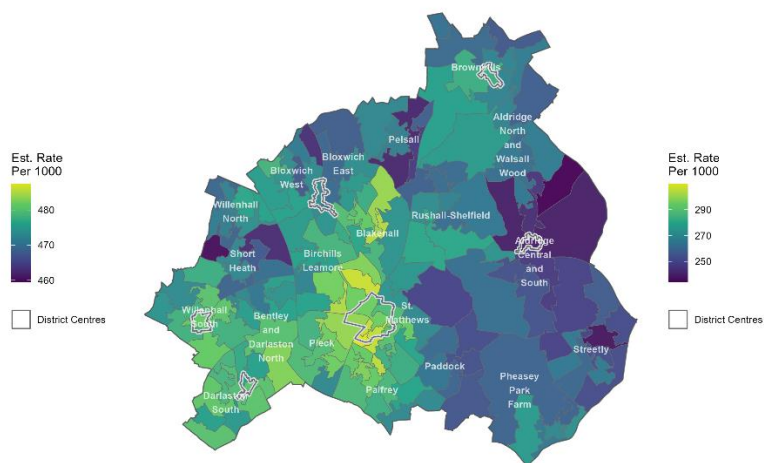 Est. Rate
Per 1000
480
470
460
District Centres
Brownhills
Aldridge
North
and
Walsall
Wood
Pelsall
Bloxwich
East
Bloxwich
West
Willenhall
North
Rushall-Shelfield
Blakenall
Short
Heath
Birchills
Leamore
Aldridge
Central
and
South
Willenhall
South
Bentley
and
Darlaston
North
Pleck
St.
Matthews
Streetly
Paddock
Pheasey
Park
Farm
Palfrey
Darlaston
South
Est. Rate
Per 1000
290
270
250
District Centres